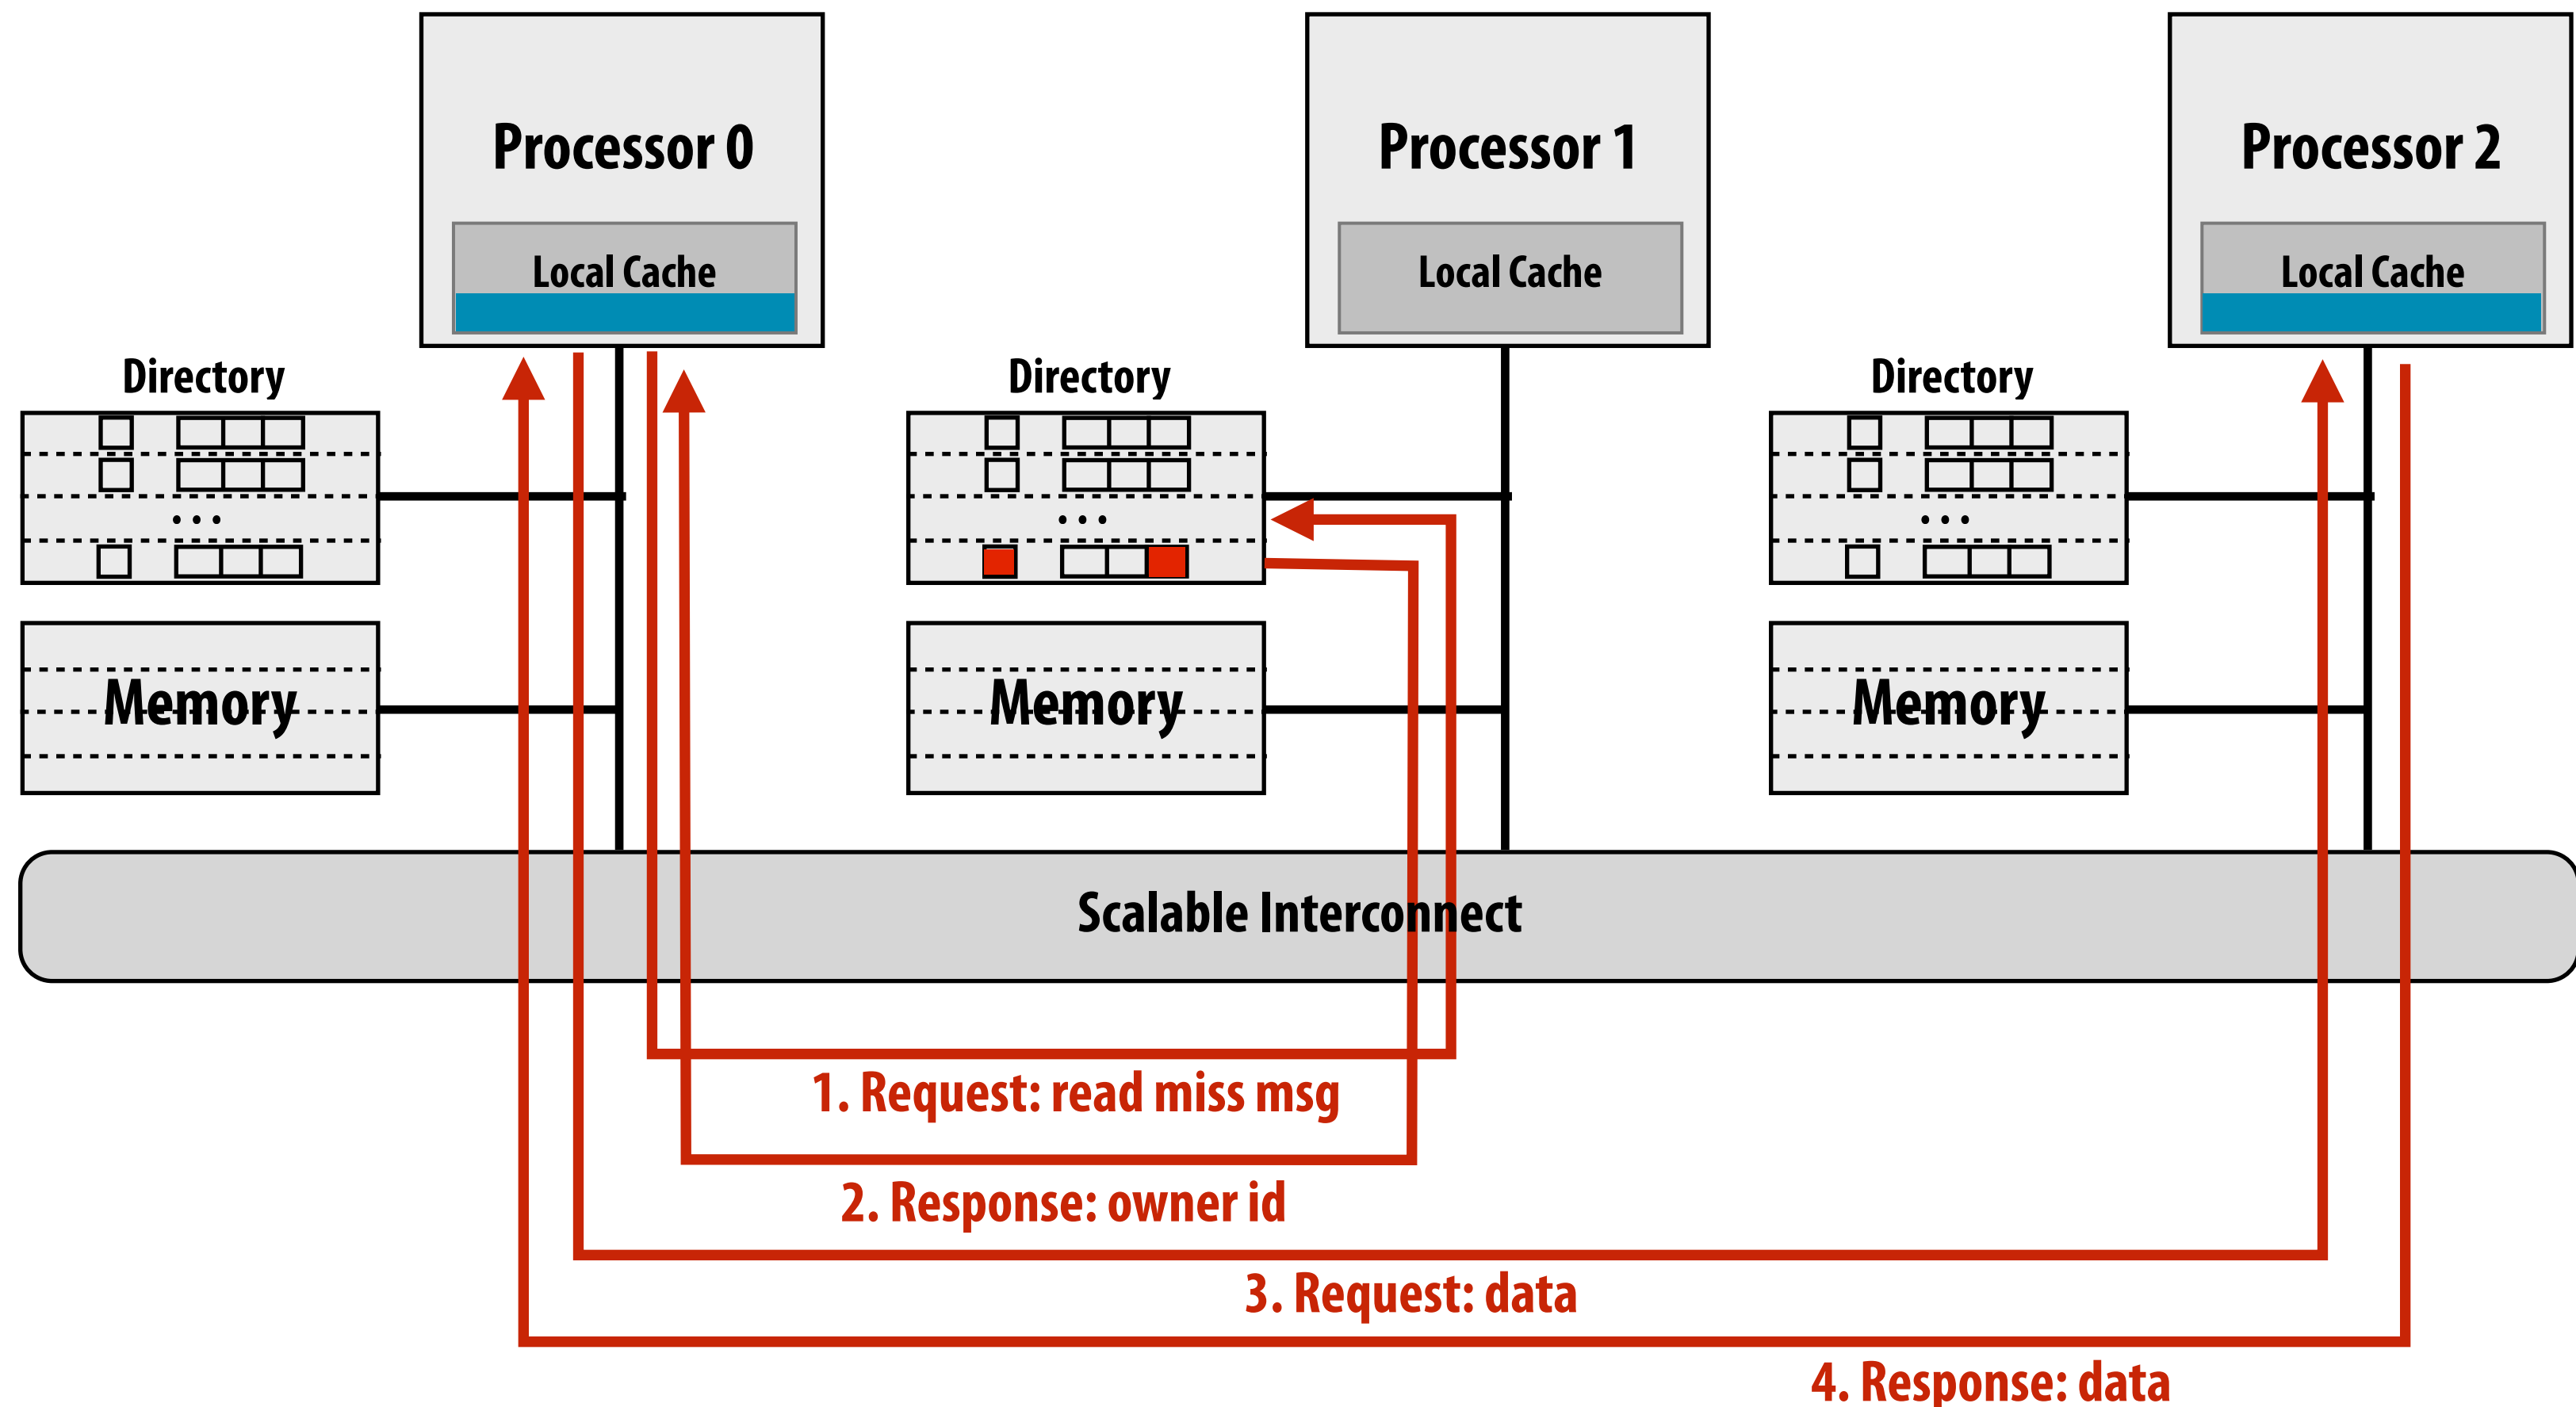 Processor 0
Processor 1
Processor 2
Local Cache
Local Cache
Local Cache
Directory
Directory
Directory
• • •
• • •
• • •
Memory
Memory
Memory
Scalable Interconnect
1. Request: read miss msg
2. Response: owner id
3. Request: data
4. Response: data